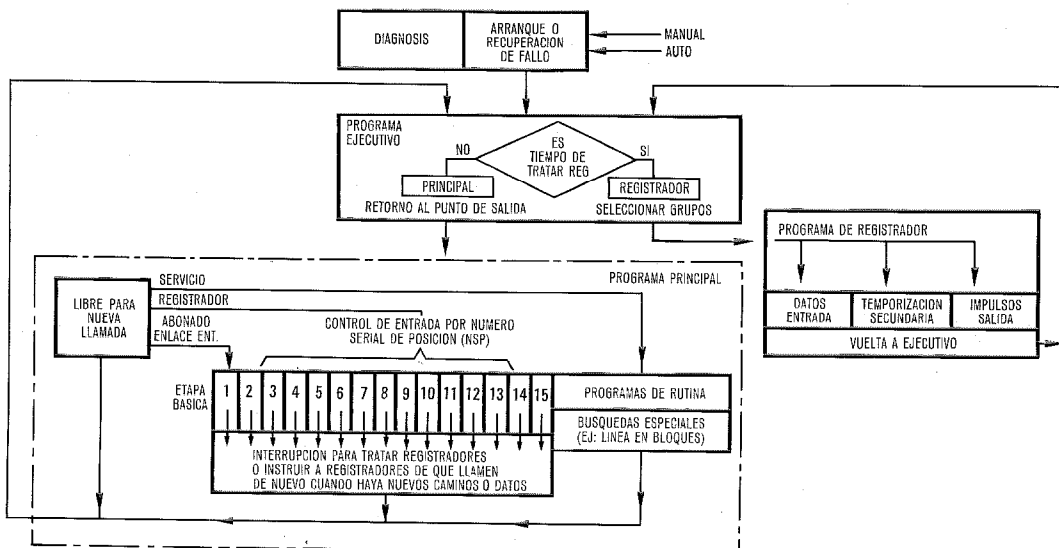 DIAGNOSIS
ARRANQUE O
RECUPERACION
DE FALLO
MANUAL
AUTO
PROGRAMA
EJECUTIVO
NO
ES
TIEMPO DE
TRATAR REG
SI
PRINCIPAL
REGISTRADOR
RETORNO AL PUNTO DE SALIDA
SELECCIONAR GRUPOS
PROGRAMA DE REGISTRADOR
DATOS
ENTRADA
TEMPORIZACION
SECUNDARIA
IMPULSOS
SALIDA
VUELTA A EJECUTIVO
PROGRAMA PRINCIPAL
LIBRE PARA
NUEVA
LLAMADA
SERVICIO
REGISTRADOR
ABONADO
ENLACE ENT.
CONTROL DE ENTRADA POR NUMERO
SERIAL DE POSICION (NSP)
ETAPA
BASICA
1 2 3 4 5 6 7 8 9 10 11 12 13 14 15
PROGRAMAS DE RUTINA
BUSQUEDAS ESPECIALES
(EJ: LINEA EN BLOQUES)
INTERRUPCION PARA TRATAR REGISTRADORES
O INSTRUIR A REGISTRADORES DE QUE LLAMEN
DE NUEVO CUANDO HAYA NUEVOS CAMINOS O DATOS